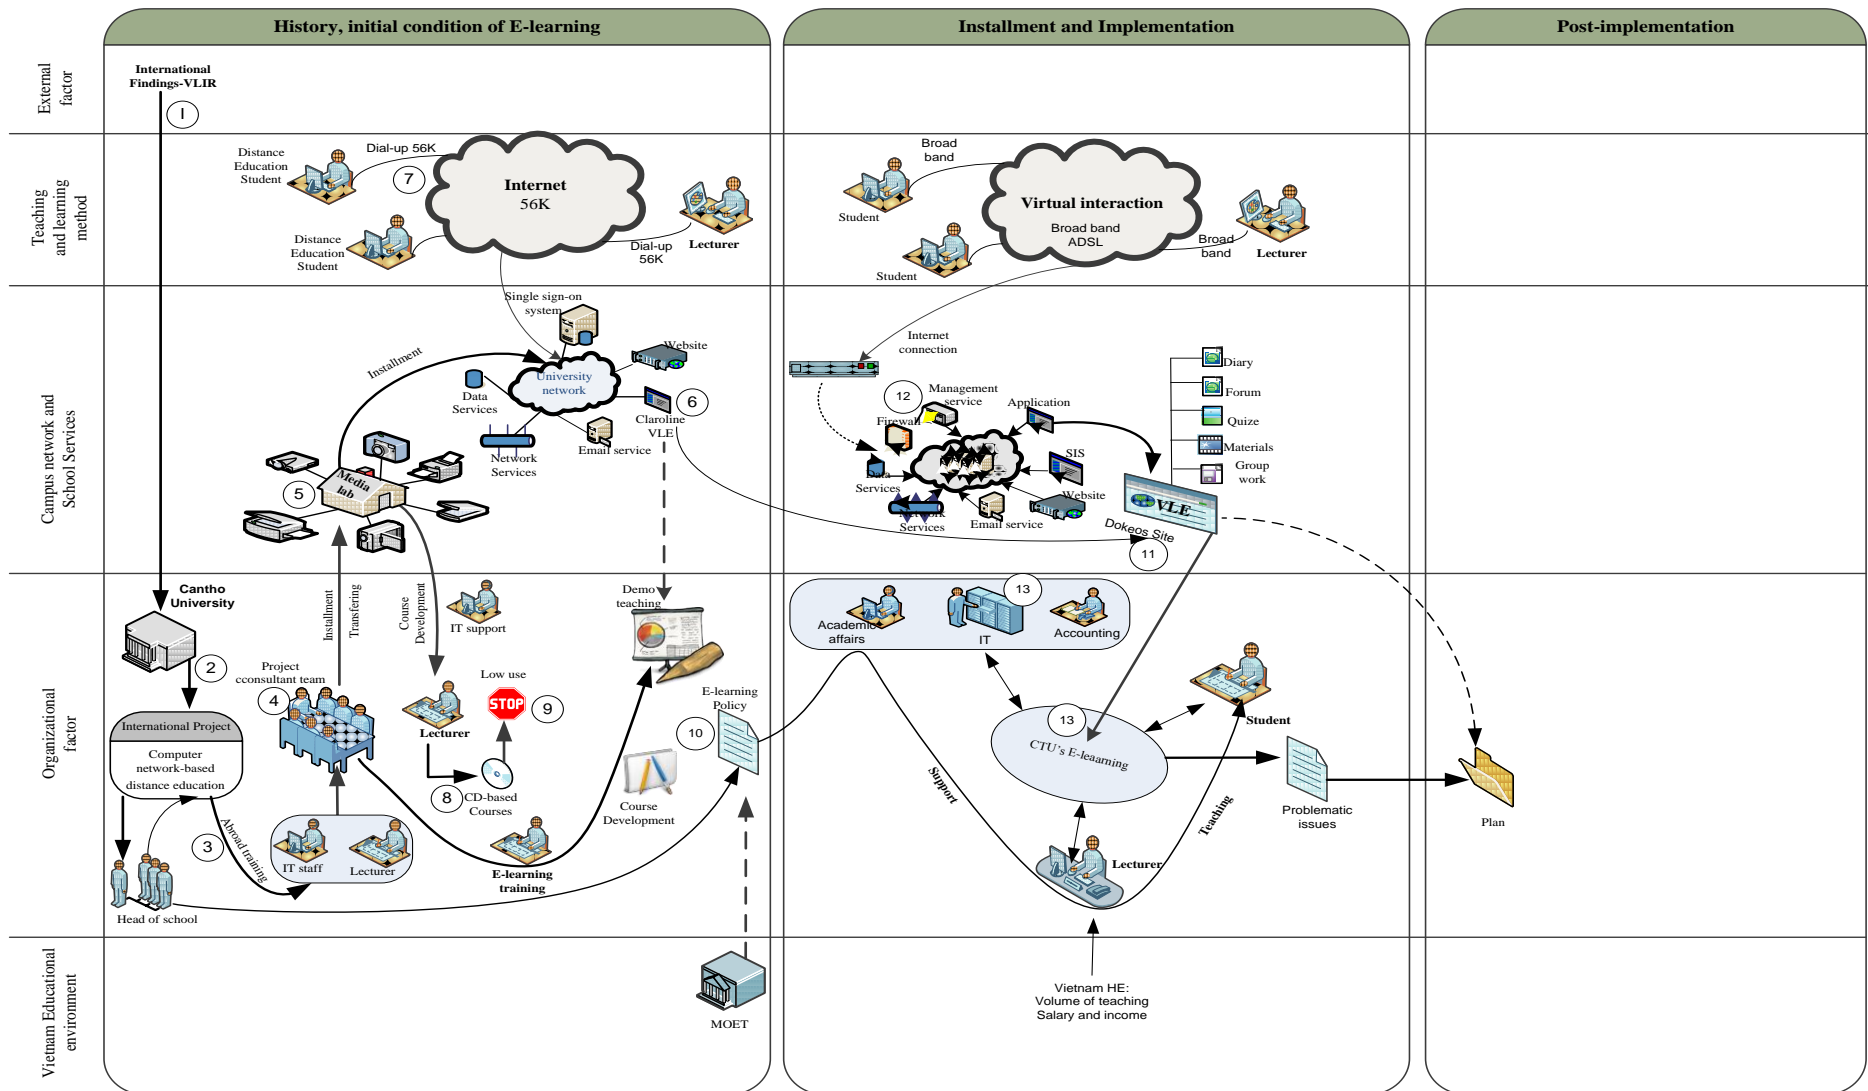 History, initial condition of E-learning
Installment and Implementation
Post-implementation
External
factor
International
Findings-VLIR
I
Teaching
and learning
method
Distance
Education
Student
Dial-up 56K
7
Internet
56K
Distance
Education
Student
Dial-up
56K
Lecturer
Student
Broad
band
Virtual interaction
Broad band
ADSL
Student
Broad
band
Lecturer
Campus network and
School Services
Single sign-on
system
Website
Installment
University
network
Data
Services
6
Claroline
VLE
Network
Services
Email service
5
Media
lab
Internet
connection
12
Management
service
Firewall
Application
Data
Services
SIS
Network
Services
Email service
Website
Diary
Forum
Quize
Materials
Group
work
VLE
Dokeos Site
11
Organizational
factor
Cantho
University
2
International Project
Computer
network-based
distance education
3
Abroad training
Head of school
Project
cconsultant team
4
Installment
Transfering
IT staff
Lecturer
Course
Development
IT support
Lecturer
Low use
STOP
9
8
CD-based
Courses
E-learning
training
Demo
teaching
E-learning
Policy
10
Course
Development
13
Academic
affairs
IT
Accounting
13
CTU's E-leaarning
Student
Support
Teaching
Lecturer
Problematic
issues
Plan
Vietnam Educational
environment
MOET
Vietnam HE:
Volume of teaching
Salary and income